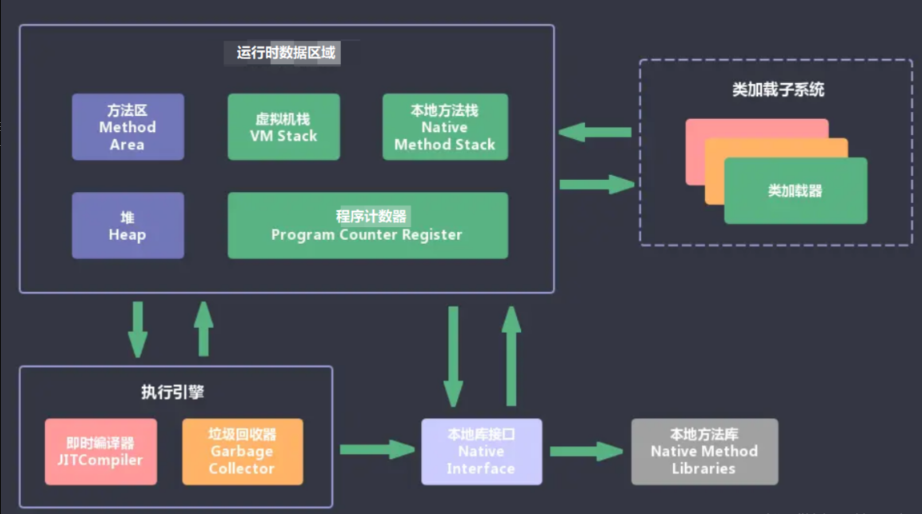 运行时数据区域
方法区
Method
Area
虚拟机栈
VM Stack
本地方法栈
Native
Method Stack
堆
Heap
程序计数器
Program Counter Register
类加载子系统
类加载器
执行引擎
即时编译器
JITCompiler
垃圾回收器
Garbage
Collector
本地库接口
Native
Interface
本地方法库
Native Method
Libraries